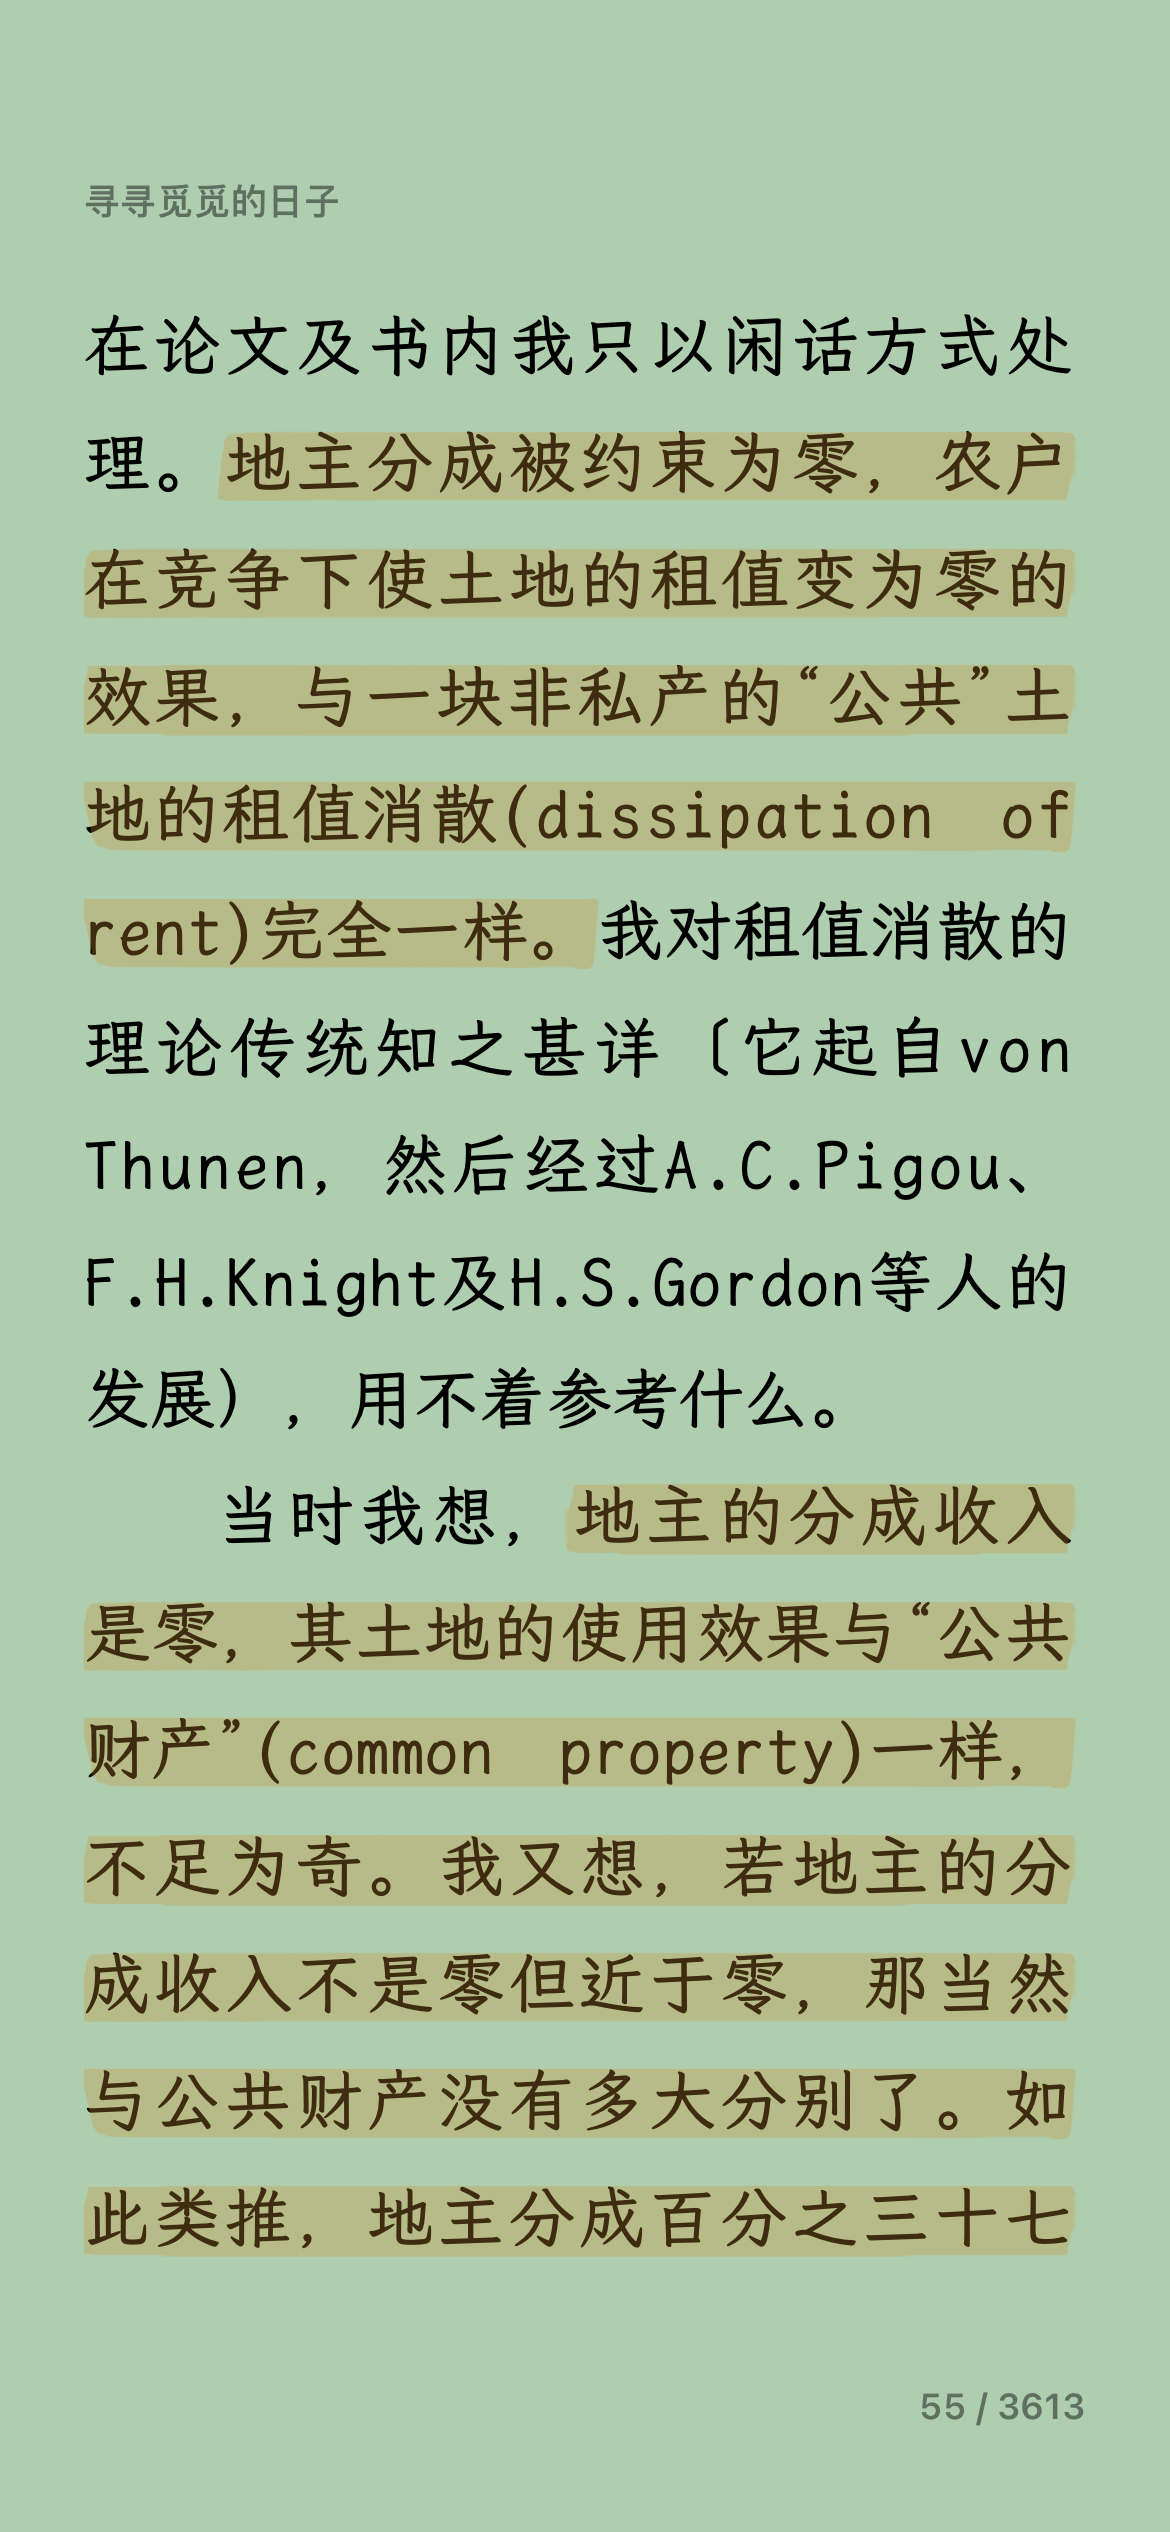 寻寻觅觅的日子
在论文及书内我只以闲话方式处
理。地主分成被约束为零，农户
在竞争下使土地的租值变为零的
效果，与一块非私产的“公共”土
地的租值消散(dissipation of
rent)完全一样。我对租值消散的
理论传统知之甚详〔它起自von
Thunen，然后经过A.C.Pigou、
F.H.Knight及H.S.Gordon等人的
发展），用不着参考什么。
当时我想，地主的分成收入
是零，其土地的使用效果与“公共
财产”(common property)一样，
不足为奇。我又想，若地主的分
成收入不是零但近于零，那当然
与公共财产没有多大分别了。如
此类推，地主分成百分之三十七
55 / 3613